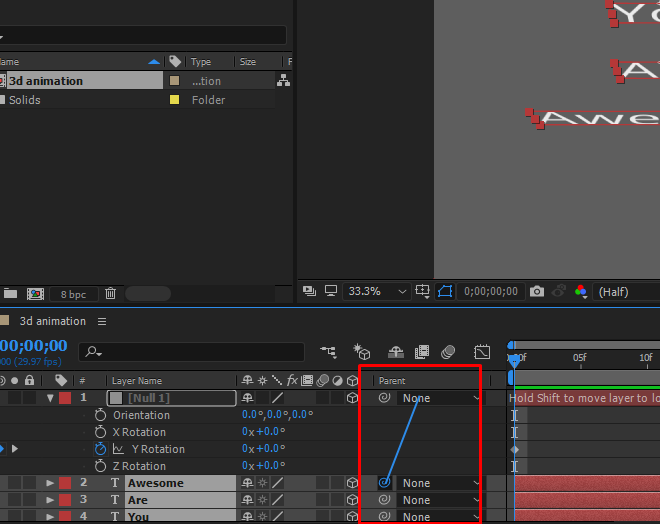 Yo
A
Awe
Name Type Size
3d animation ...tion
Solids Folder
8 bpc
33.3% 0;00;00;00 (Half)
3d animation
00;00;00
000 (29.97 fps)
# Layer Name fx Parent
:00f 05f 10f
1 [Null 1] None
Hold Shift to move layer to lo
Orientation 0.0°,0.0°,0.0°
X Rotation 0x+0.0°
Y Rotation 0x+0.0°
Z Rotation 0x+0.0°
2 T Awesome None
3 T Are None
4 T You None